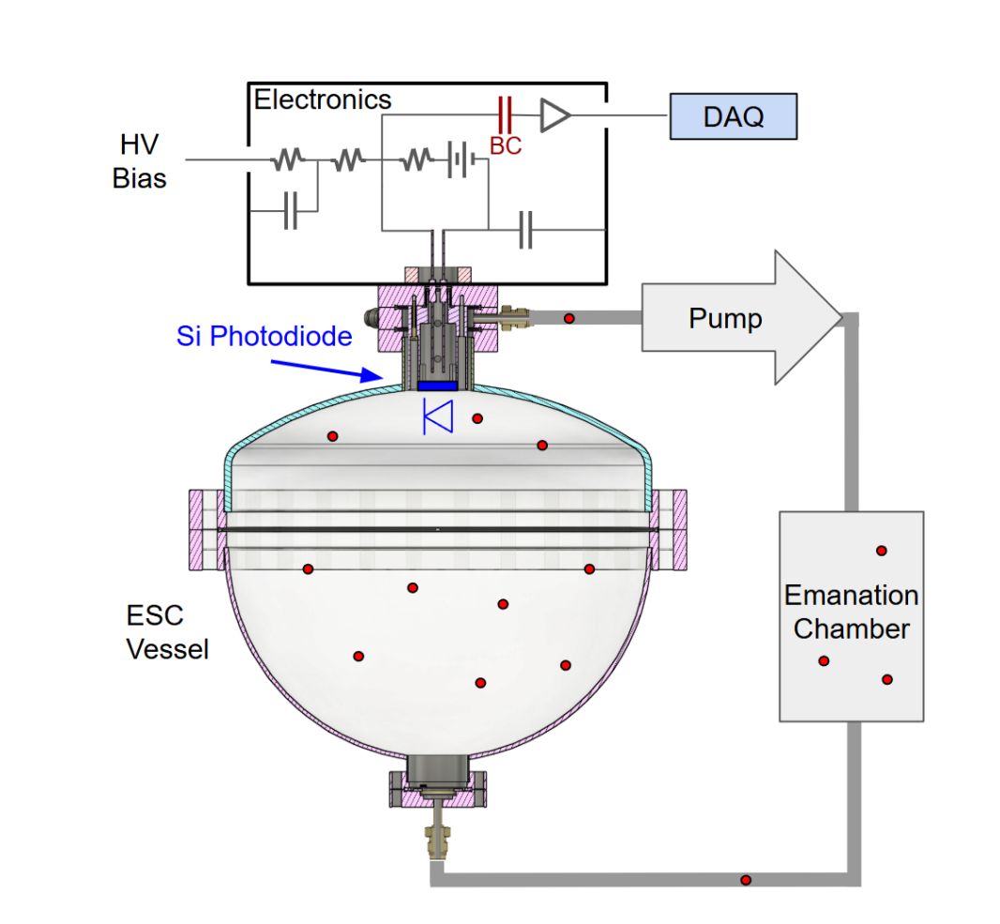 Electronics
HV
Bias
BC
DAQ
Pump
Si Photodiode
ESC
Vessel
Emanation
Chamber